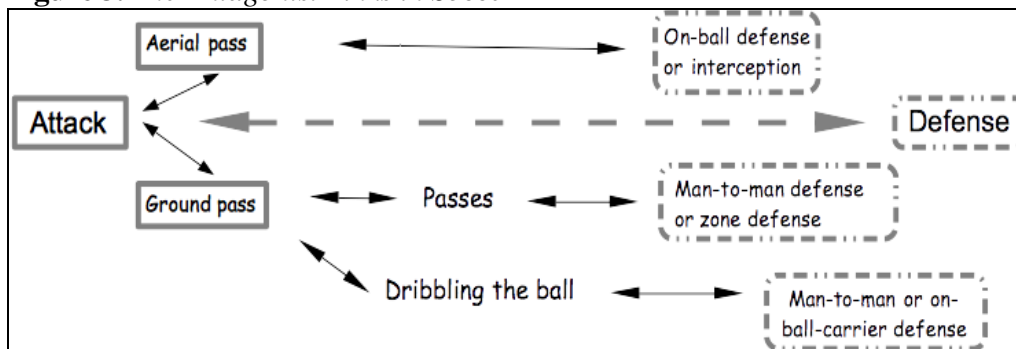 Aerial pass
On-ball defense
or interception
Attack
Defense
Ground pass
Passes
Man-to-man defense
or zone defense
Dribbling the ball
Man-to-man or on-
ball-carrier defense